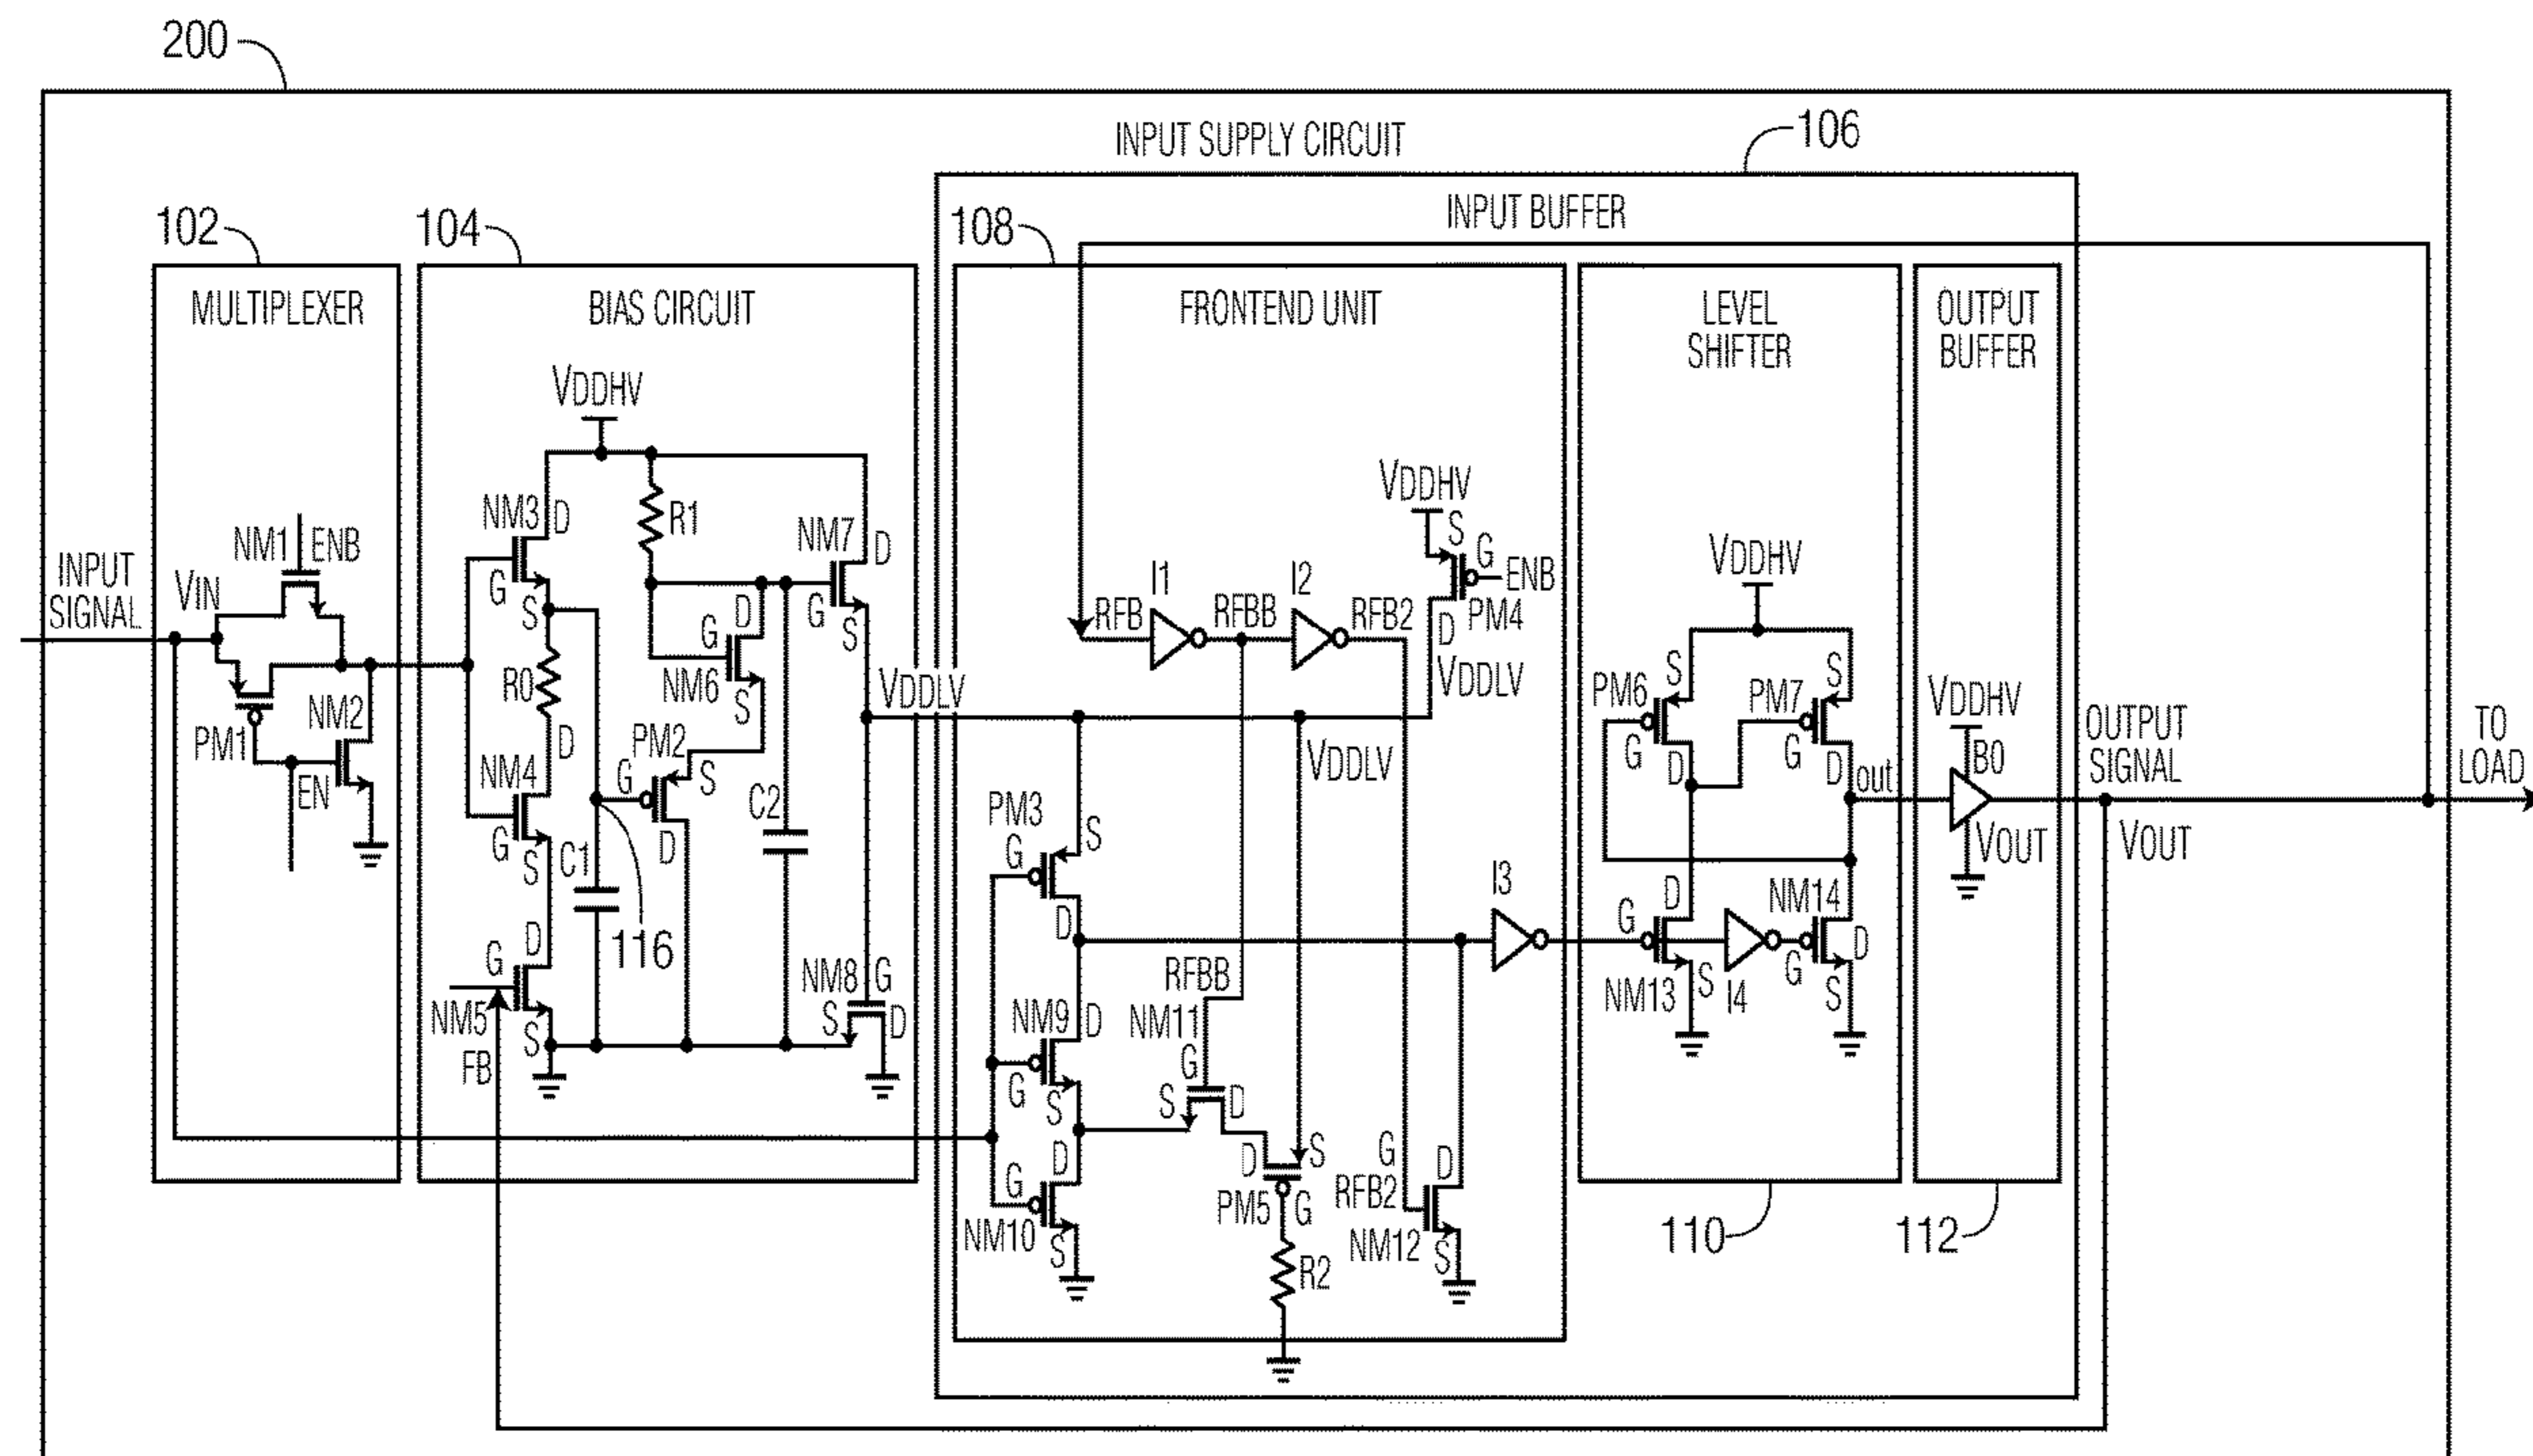 200
INPUT SUPPLY CIRCUIT
106
102
104
108
INPUT BUFFER
MULTIPLEXER
BIAS CIRCUIT
FRONTEND UNIT
LEVEL
SHIFTER
OUTPUT
BUFFER
INPUT
SIGNAL
VIN
NM1
ENB
PM1
NM2
EN
VDDHV
NM3
D
G
S
R1
NM7
D
G
S
R0
D
G
NM6
S
VDDLV
NM4
D
G
S
PM2
G
S
D
C1
C2
116
G
D
NM5
S
FB
NM8
G
S
D
RFB
I1
RFBB
I2
RFB2
VDDHV
S
G
ENB
PM4
D
VDDLV
VDDLV
PM3
G
S
D
I3
RFBB
NM9
D
G
S
NM11
G
S
D
G
D
NM10
S
D
S
PM5
G
R2
G
RFB2
D
NM12
S
VDDHV
PM6
S
G
D
PM7
S
G
D
out
G
D
NM13
S
I4
NM14
G
D
S
110
VDDHV
B0
VOUT
112
OUTPUT
SIGNAL
VOUT
TO
LOAD